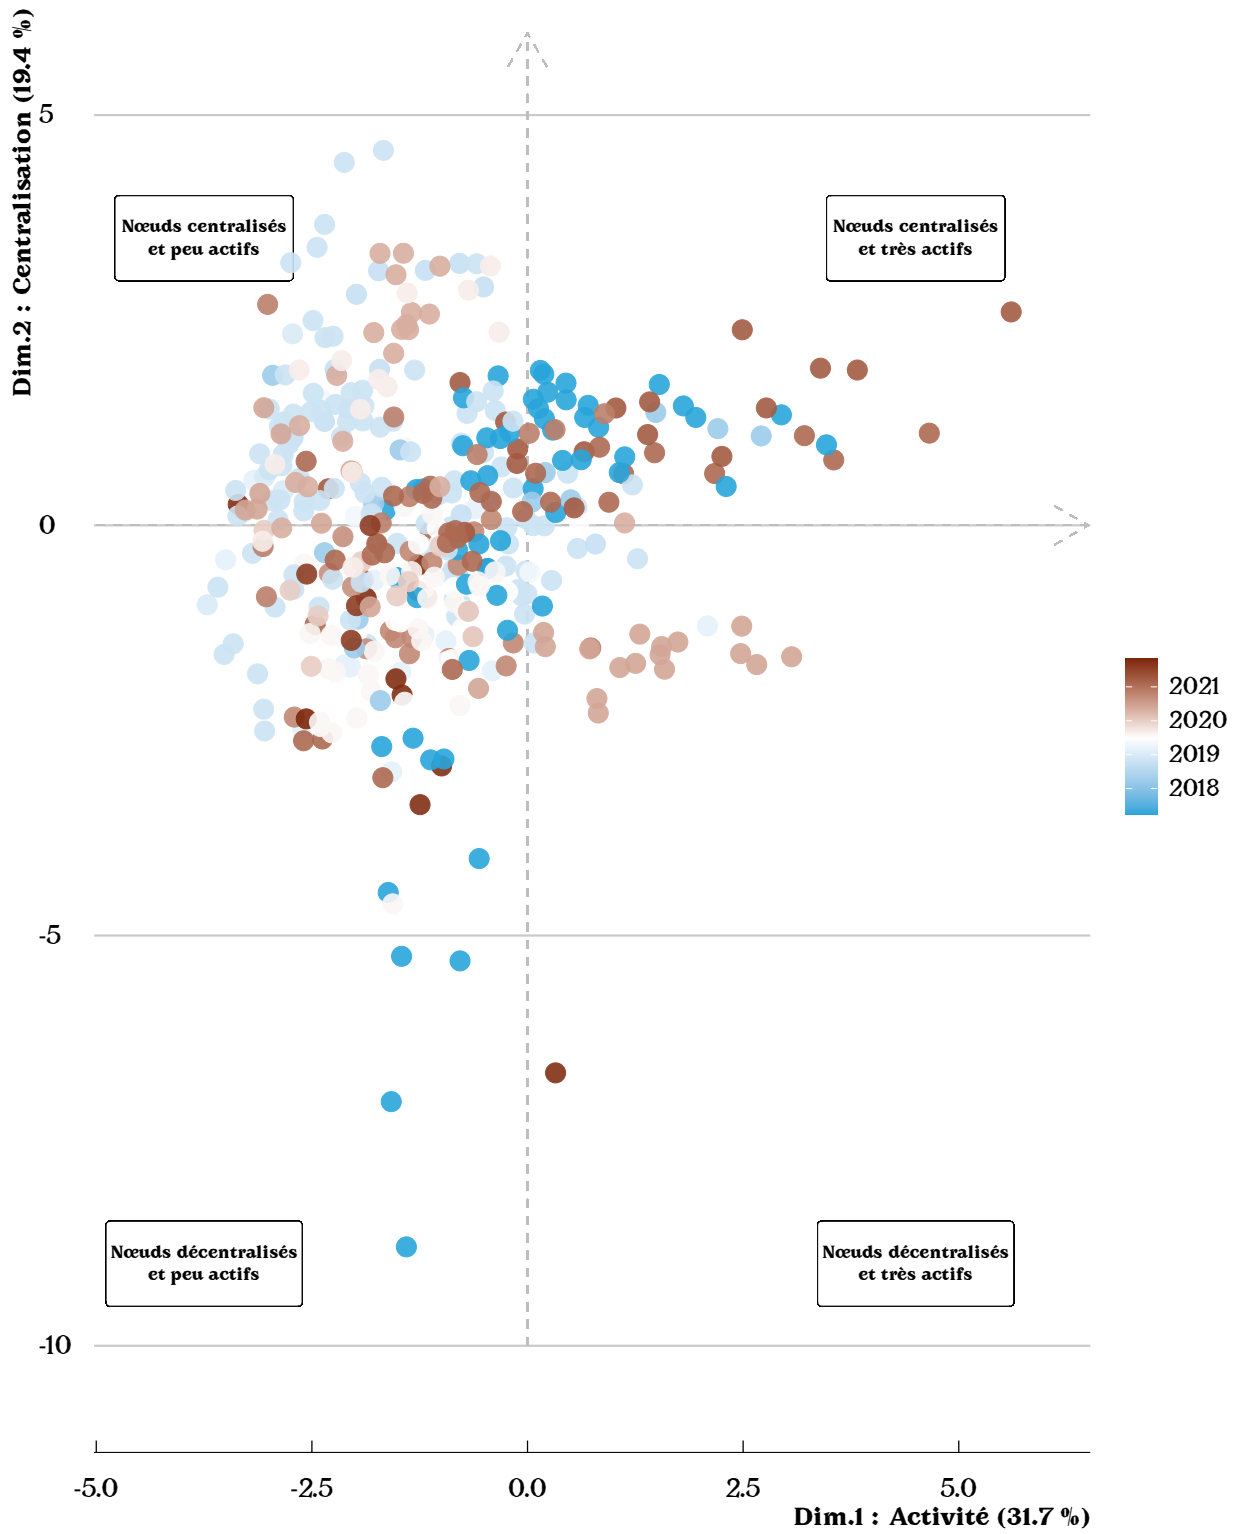 Dim.2 : Centralisation (19.4 %)
5
Nœuds centralisés
et peu actifs
Nœuds centralisés
et très actifs
0
2021
2020
2019
2018
-5
Nœuds décentralisés
et peu actifs
Nœuds décentralisés
et très actifs
-10
-5.0
-2.5
0.0
2.5
5.0
Dim.1 : Activité (31.7 %)